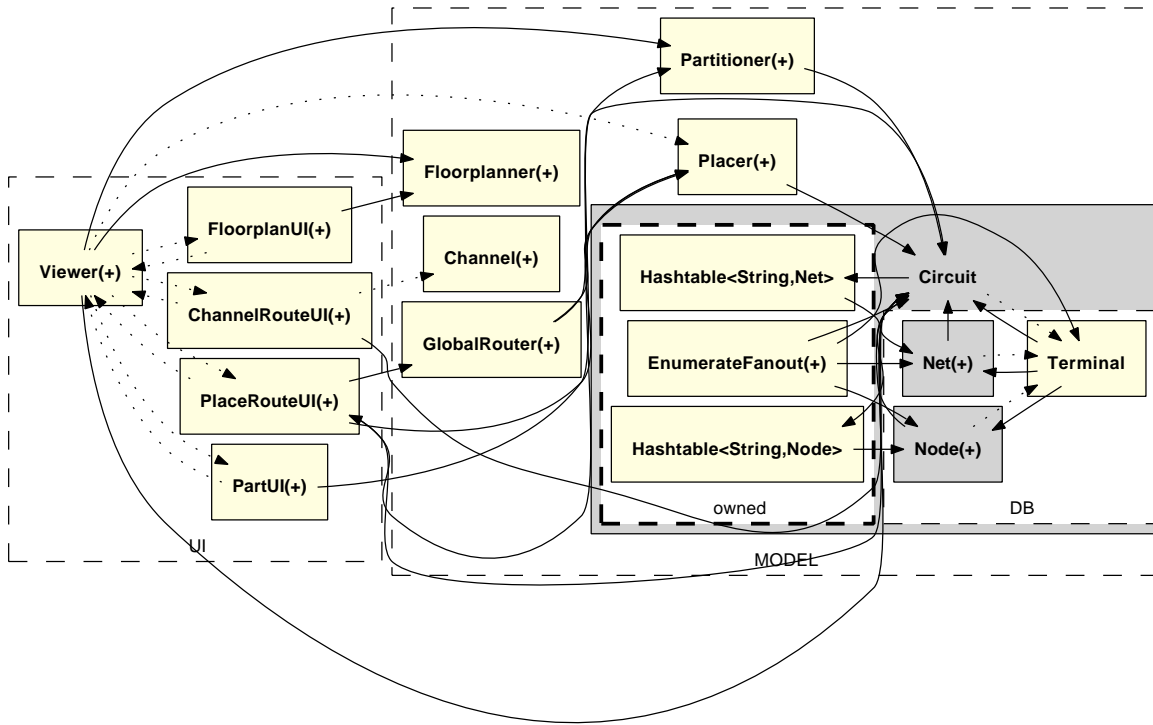 Partitioner(+)
Placer(+)
Floorplanner(+)
FloorplanUI(+)
Channel(+)
Viewer(+)
Hashtable<String,Net>
Circuit
ChannelRouteUI(+)
GlobalRouter(+)
EnumerateFanout(+)
Net(+)
Terminal
PlaceRouteUI(+)
Hashtable<String,Node>
Node(+)
PartUI(+)
owned
DB
UI
MODEL